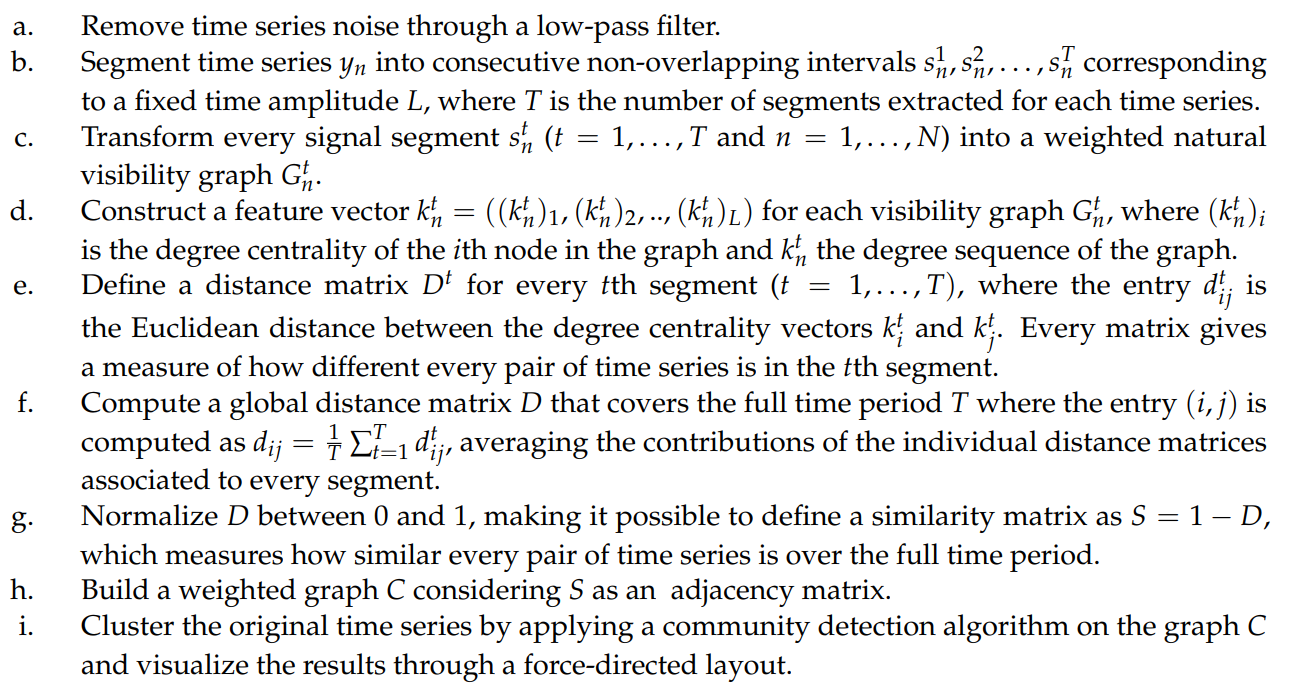 a. Remove time series noise through a low-pass filter.
b. Segment time series $y_n$ into consecutive non-overlapping intervals $s_n^1, s_n^2, \ldots, s_n^T$ corresponding
to a fixed time amplitude $L$, where $T$ is the number of segments extracted for each time series.
c. Transform every signal segment $s_n^t$ ($t = 1, \ldots, T$ and $n = 1, \ldots, N$) into a weighted natural
visibility graph $G_n^t$.
d. Construct a feature vector $k_n^t = ((k_n^t)_1, (k_n^t)_2, .., (k_n^t)_L)$ for each visibility graph $G_n^t$, where $(k_n^t)_i$
is the degree centrality of the $i$th node in the graph and $k_n^t$ the degree sequence of the graph.
e. Define a distance matrix $D^t$ for every $t$th segment ($t = 1, \ldots, T$), where the entry $d_{ij}^t$ is
the Euclidean distance between the degree centrality vectors $k_i^t$ and $k_j^t$. Every matrix gives
a measure of how different every pair of time series is in the $t$th segment.
f. Compute a global distance matrix $D$ that covers the full time period $T$ where the entry $(i, j)$ is
computed as $d_{ij} = \frac{1}{T} \sum_{t=1}^{T} d_{ij}^t$, averaging the contributions of the individual distance matrices
associated to every segment.
g. Normalize $D$ between 0 and 1, making it possible to define a similarity matrix as $S = 1 - D$,
which measures how similar every pair of time series is over the full time period.
h. Build a weighted graph $C$ considering $S$ as an adjacency matrix.
i. Cluster the original time series by applying a community detection algorithm on the graph $C$
and visualize the results through a force-directed layout.